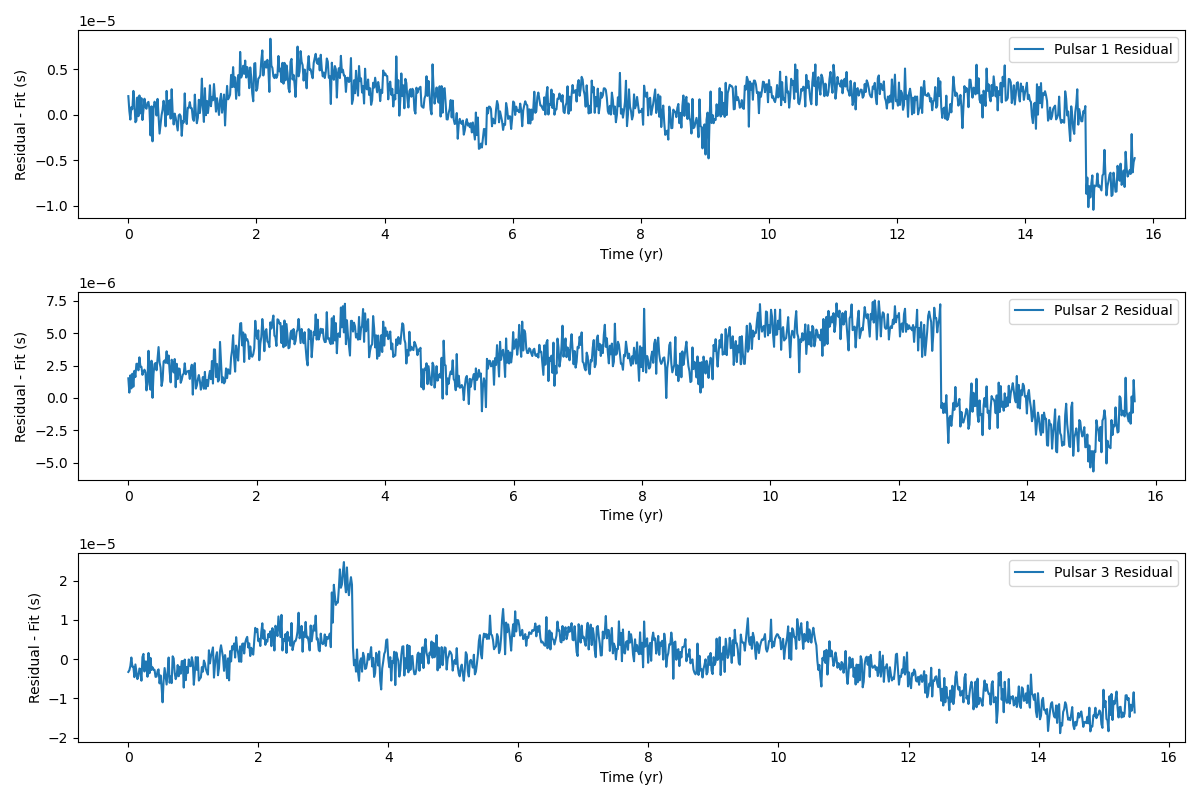 1e−5
Residual - Fit (s)
0.5
0.0
−0.5
−1.0
Pulsar 1 Residual
0 2 4 6 8 10 12 14 16
Time (yr)
1e−6
Residual - Fit (s)
7.5
5.0
2.5
0.0
−2.5
−5.0
Pulsar 2 Residual
0 2 4 6 8 10 12 14 16
Time (yr)
1e−5
Residual - Fit (s)
2
1
0
−1
−2
Pulsar 3 Residual
0 2 4 6 8 10 12 14 16
Time (yr)